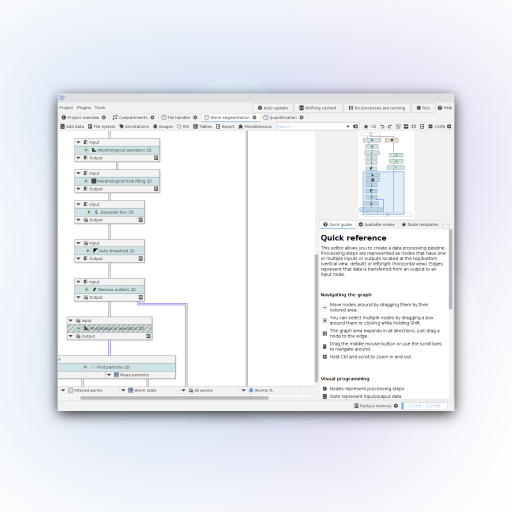 Project Plugins Tools
Auto update Nothing cached No processes are running Run Help
Project overview Compartments File handler Worm segmentation Quantification
Add data File system Annotations Images ROI Tables Export Miscellaneous Search... 100%
Input
Morphological operation 2D
Output
Input
Morphological hole filling 2D
Output
Input
Gaussian blur 2D
Output
Input
Auto threshold 2D
Output
Input
Remove outliers 2D
Output
Input
Morphological operation 2D
Output
Find particles 2D
Measurements
Filtered worms Worm stats All worms Worms
Quick guide Available nodes Node templates
Quick reference
This editor allows you to create a data processing pipeline.
Processing steps are represented as nodes that have one
or multiple inputs or outputs located at the top/bottom
(vertical view, default) or left/right (horizontal view). Edges
represent that data is transferred from an output to an
input node.
Navigating the graph
Move nodes around by dragging them by their
colored area.
You can select multiple nodes by dragging a box
around them or clicking while holding Shift.
The graph area expands in all directions, just drag a
node to the edge.
Drag the middle mouse button or use the scroll bars
to navigate around.
Hold Ctrl and scroll to zoom in and out.
Visual programming
Nodes represent processing steps
Slots represent input/output data
Reduce memory